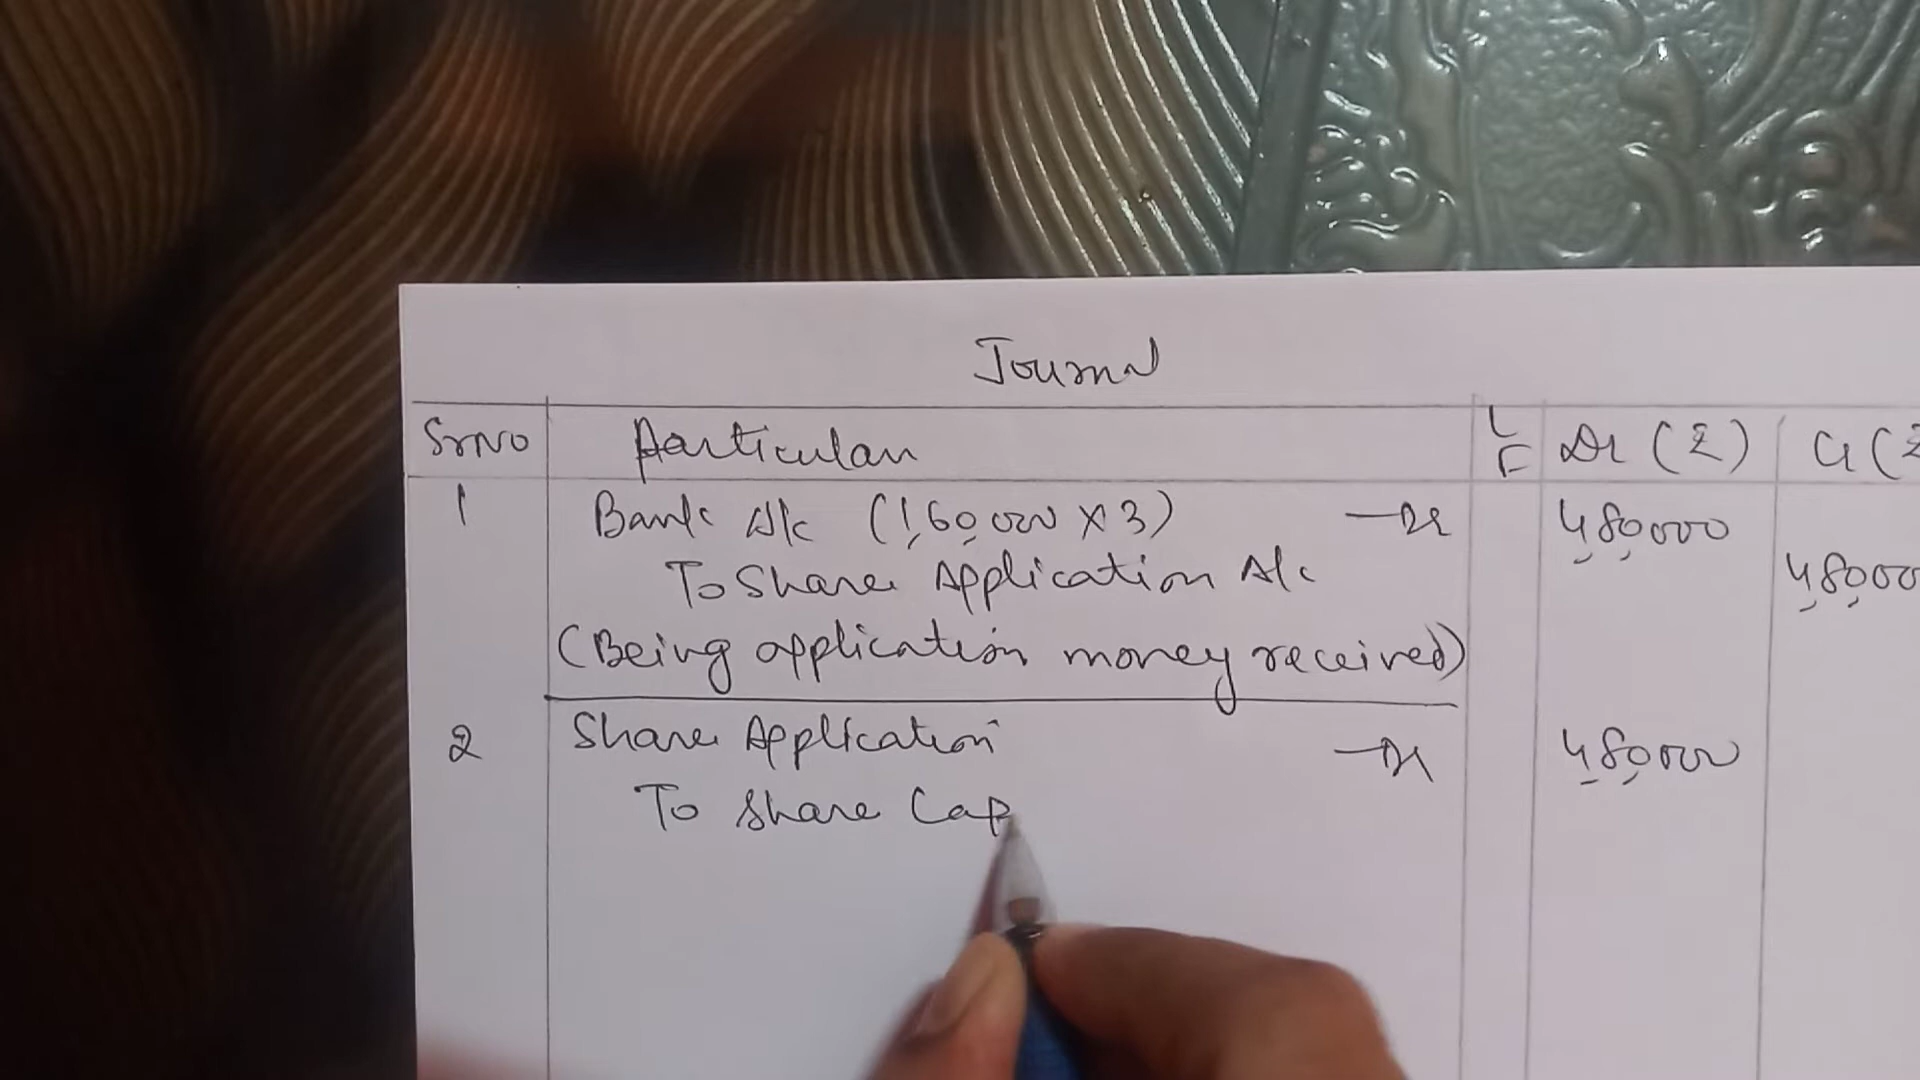 Journal
Sr No Particulars L F Dr (₹) Cr (₹
1 Bank A/c (1,60,000 X 3) —Dr 4,80,000
To Share Application A/c 4,80,000
(Being application money received)
2 Share Application —Dr 4,80,000
To Share Cap